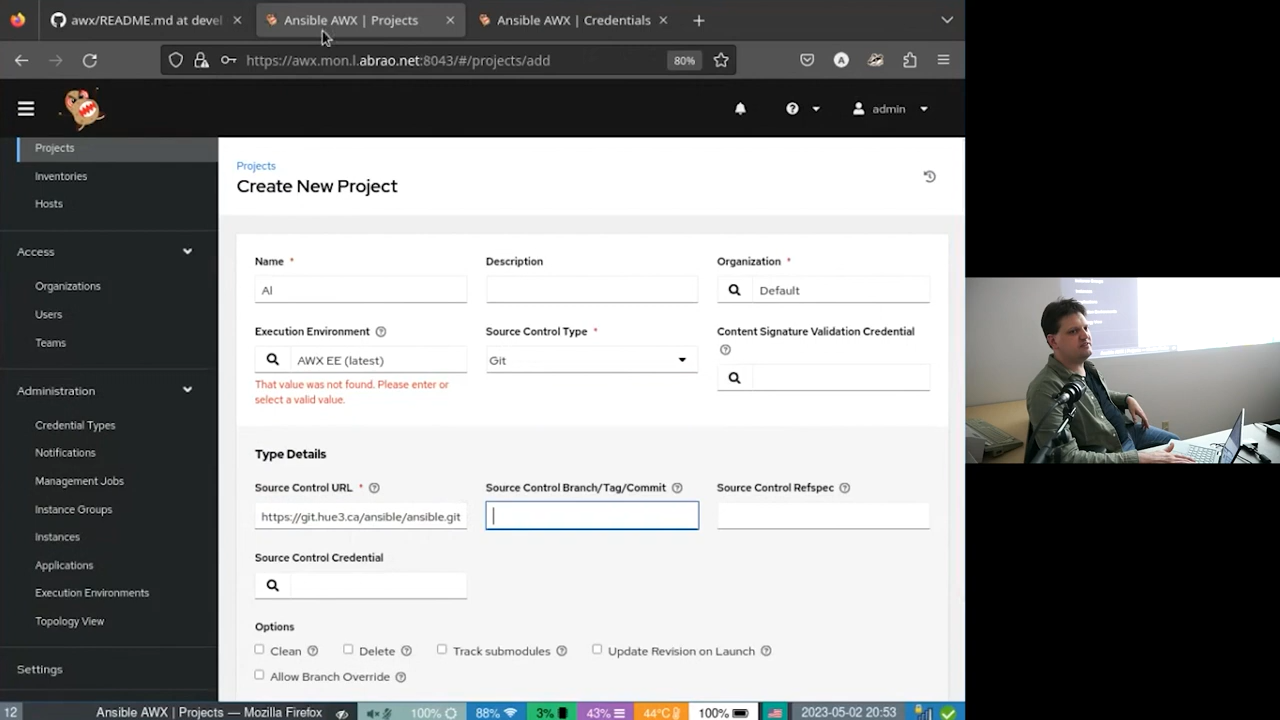 awx/README.md at devel
Ansible AWX | Projects
Ansible AWX | Credentials
https://awx.mon.l.abrao.net:8043/#/projects/add
80%
A
admin
Projects
Inventories
Hosts
Access
Organizations
Users
Teams
Administration
Credential Types
Notifications
Management Jobs
Instance Groups
Instances
Applications
Execution Environments
Topology View
Settings
Projects
Create New Project
Name *
Description
Organization *
Al
Default
Execution Environment
Source Control Type *
Content Signature Validation Credential
AWX EE (latest)
Git
That value was not found. Please enter or
select a valid value.
Type Details
Source Control URL *
Source Control Branch/Tag/Commit
Source Control Refspec
https://git.hue3.ca/ansible/ansible.git
Source Control Credential
Options
Clean
Delete
Track submodules
Update Revision on Launch
Allow Branch Override
12
Ansible AWX | Projects — Mozilla Firefox
100%
88%
3%
43%
44°C
100%
2023-05-02 20:53